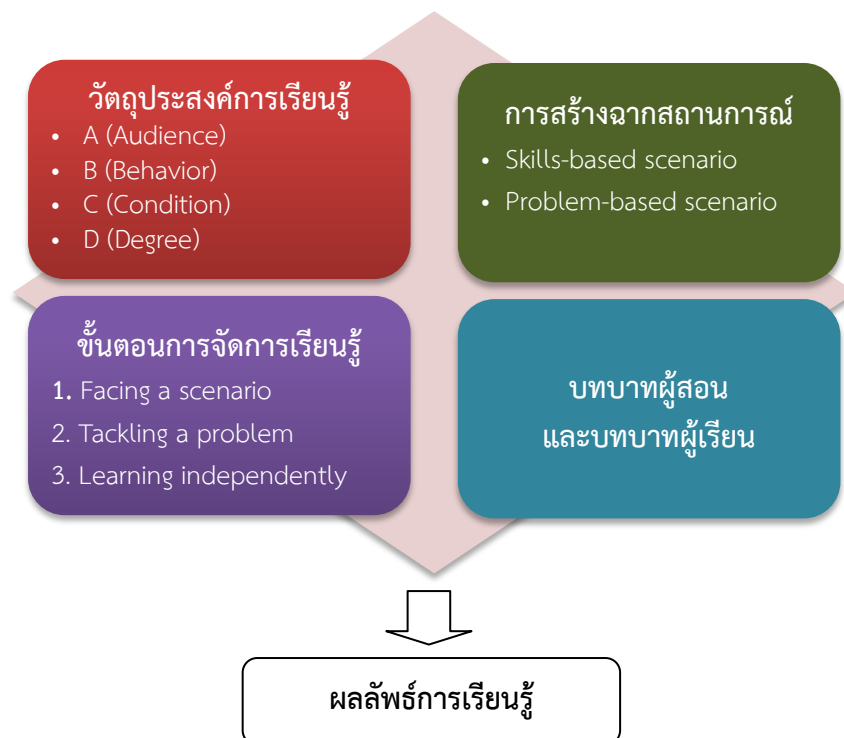 วัตถุประสงค์การเรียนรู้
• A (Audience)
• B (Behavior)
• C (Condition)
• D (Degree)
การสร้างฉากสถานการณ์
• Skills-based scenario
• Problem-based scenario
ขั้นตอนการจัดการเรียนรู้
1. Facing a scenario
2. Tackling a problem
3. Learning independently
บทบาทผู้สอน
และบทบาทผู้เรียน
ผลลัพธ์การเรียนรู้